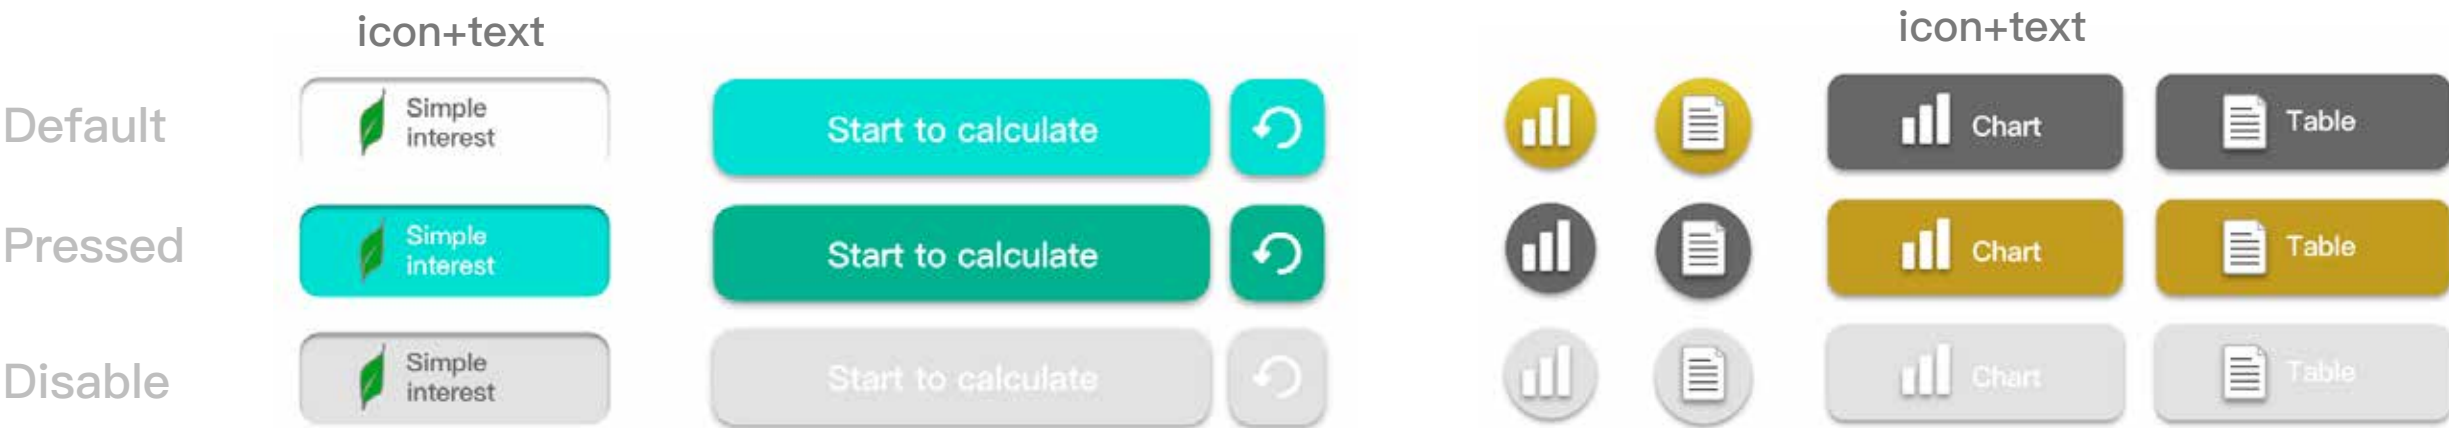 icon+text
icon+text
Default
Simple
interest
Start to calculate
Chart
Table
Pressed
Simple
interest
Start to calculate
Chart
Table
Disable
Simple
interest
Start to calculate
Chart
Table